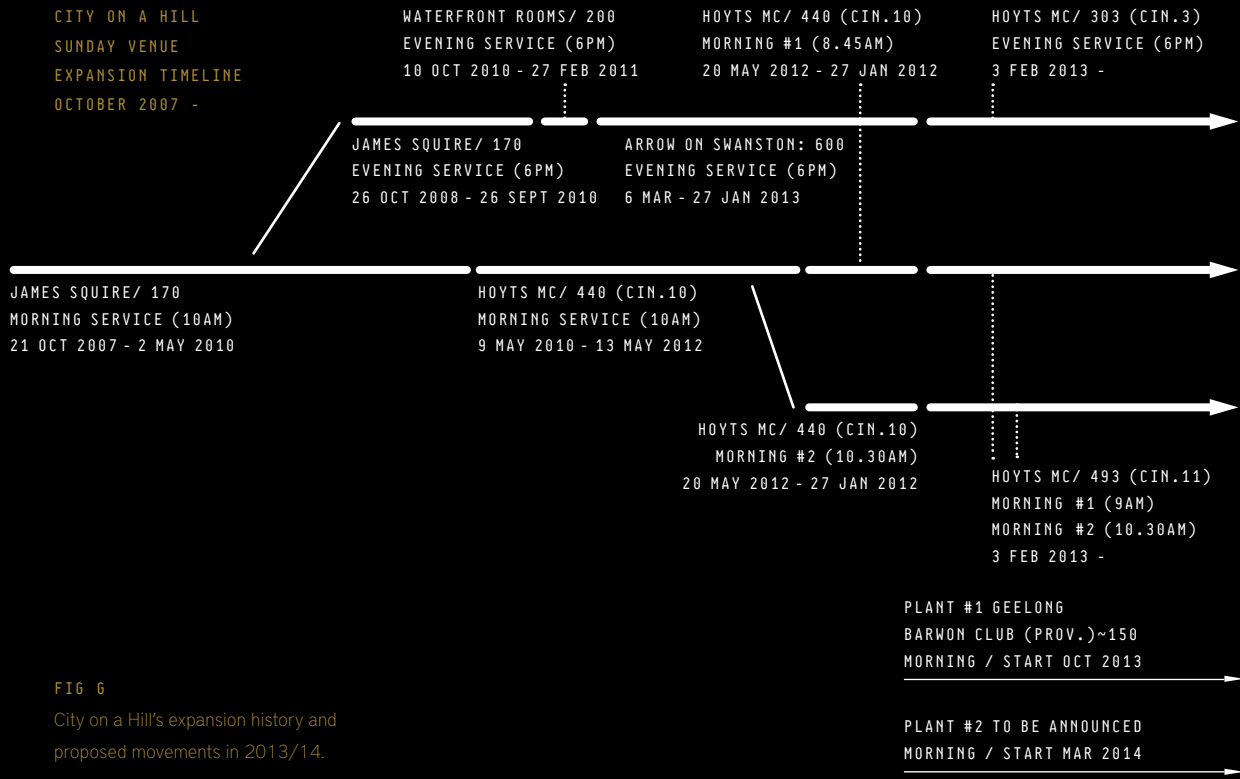 CITY ON A HILL
SUNDAY VENUE
EXPANSION TIMELINE
OCTOBER 2007 -
WATERFRONT ROOMS/ 200
EVENING SERVICE (6PM)
10 OCT 2010 - 27 FEB 2011
HOYTS MC/ 440 (CIN.10)
MORNING #1 (8.45AM)
20 MAY 2012 - 27 JAN 2012
HOYTS MC/ 303 (CIN.3)
EVENING SERVICE (6PM)
3 FEB 2013 -
JAMES SQUIRE/ 170
EVENING SERVICE (6PM)
26 OCT 2008 - 26 SEPT 2010
ARROW ON SWANSTON: 600
EVENING SERVICE (6PM)
6 MAR - 27 JAN 2013
JAMES SQUIRE/ 170
MORNING SERVICE (10AM)
21 OCT 2007 - 2 MAY 2010
HOYTS MC/ 440 (CIN.10)
MORNING SERVICE (10AM)
9 MAY 2010 - 13 MAY 2012
HOYTS MC/ 440 (CIN.10)
MORNING #2 (10.30AM)
20 MAY 2012 - 27 JAN 2012
HOYTS MC/ 493 (CIN.11)
MORNING #1 (9AM)
MORNING #2 (10.30AM)
3 FEB 2013 -
PLANT #1 GEELONG
BARWON CLUB (PROV.)~150
MORNING / START OCT 2013
PLANT #2 TO BE ANNOUNCED
MORNING / START MAR 2014
FIG G
City on a Hill's expansion history and
proposed movements in 2013/14.